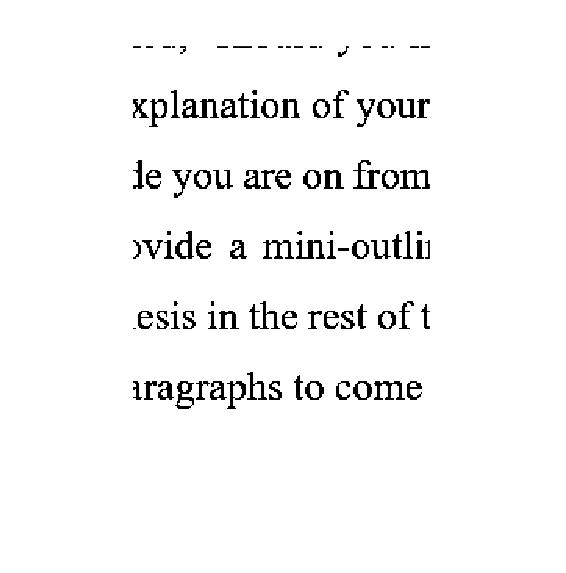 xplanation of your
de you are on from
ovide a mini-outli
esis in the rest of t
aragraphs to come